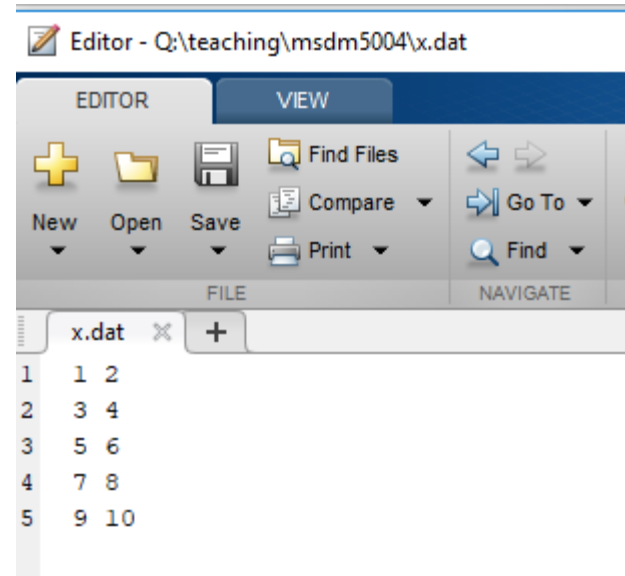 Editor - Q:\teaching\msdm5004\x.dat
EDITOR VIEW
New Open Save Find Files Compare Print Go To Find
FILE NAVIGATE
x.dat
1 1 2
2 3 4
3 5 6
4 7 8
5 9 10